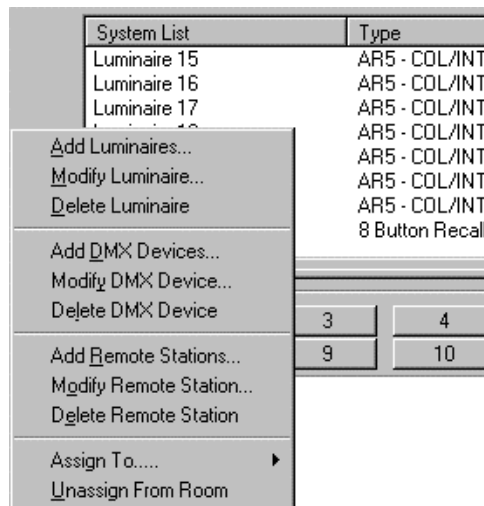 System List Type
Luminaire 15 AR5 - COL/INT
Luminaire 16 AR5 - COL/INT
Luminaire 17 AR5 - COL/INT
AR5 - COL/INT
AR5 - COL/INT
AR5 - COL/INT
AR5 - COL/INT
8 Button Recall
Add Luminaires...
Modify Luminaire...
Delete Luminaire
Add DMX Devices...
Modify DMX Device...
Delete DMX Device
3 4
9 10
Add Remote Stations...
Modify Remote Station...
Delete Remote Station
Assign To.....
Unassign From Room